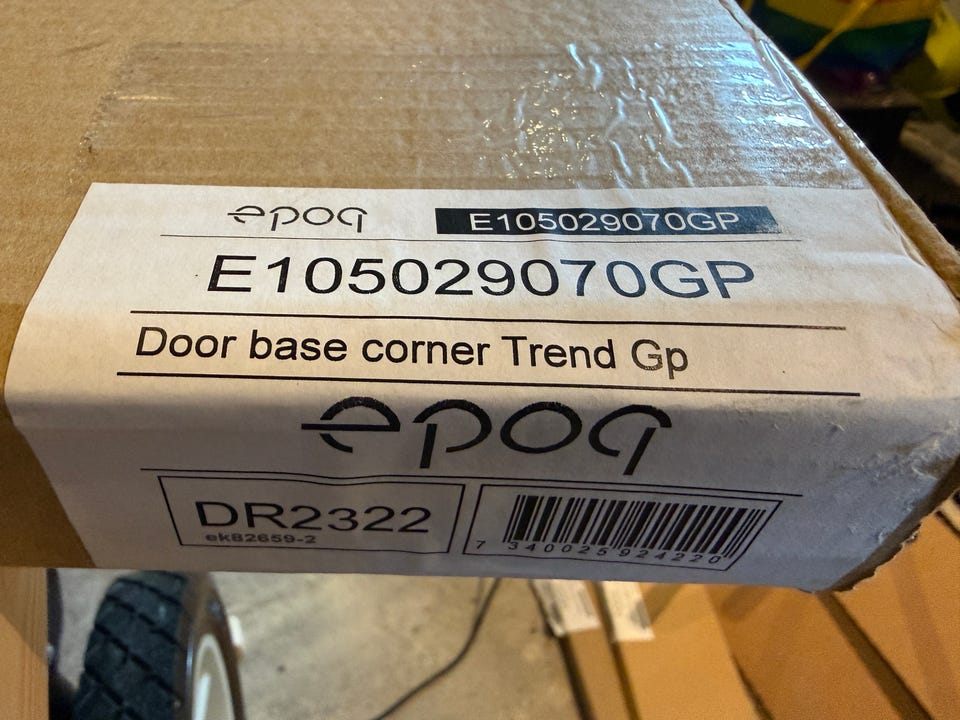 epoq E105029070GP
E105029070GP
Door base corner Trend Gp
epoq
DR2322
ek82659-2
7 340025 924220